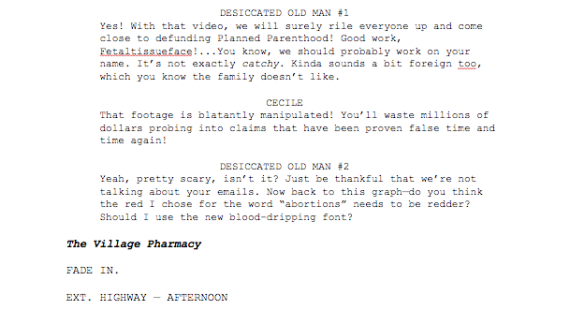 DESICCATED OLD MAN #1
Yes! With that video, we will surely rile everyone up and come
close to defunding Planned Parenthood! Good work,
Fetaltissueface!...You know, we should probably work on your
name. It's not exactly catchy. Kinda sounds a bit foreign too,
which you know the family doesn't like.
CECILE
That footage is blatantly manipulated! You'll waste millions of
dollars probing into claims that have been proven false time and
time again!
DESICCATED OLD MAN #2
Yeah, pretty scary, isn't it? Just be thankful that we're not
talking about your emails. Now back to this graph—do you think
the red I chose for the word "abortions" needs to be redder?
Should I use the new blood-dripping font?
The Village Pharmacy
FADE IN.
EXT. HIGHWAY — AFTERNOON